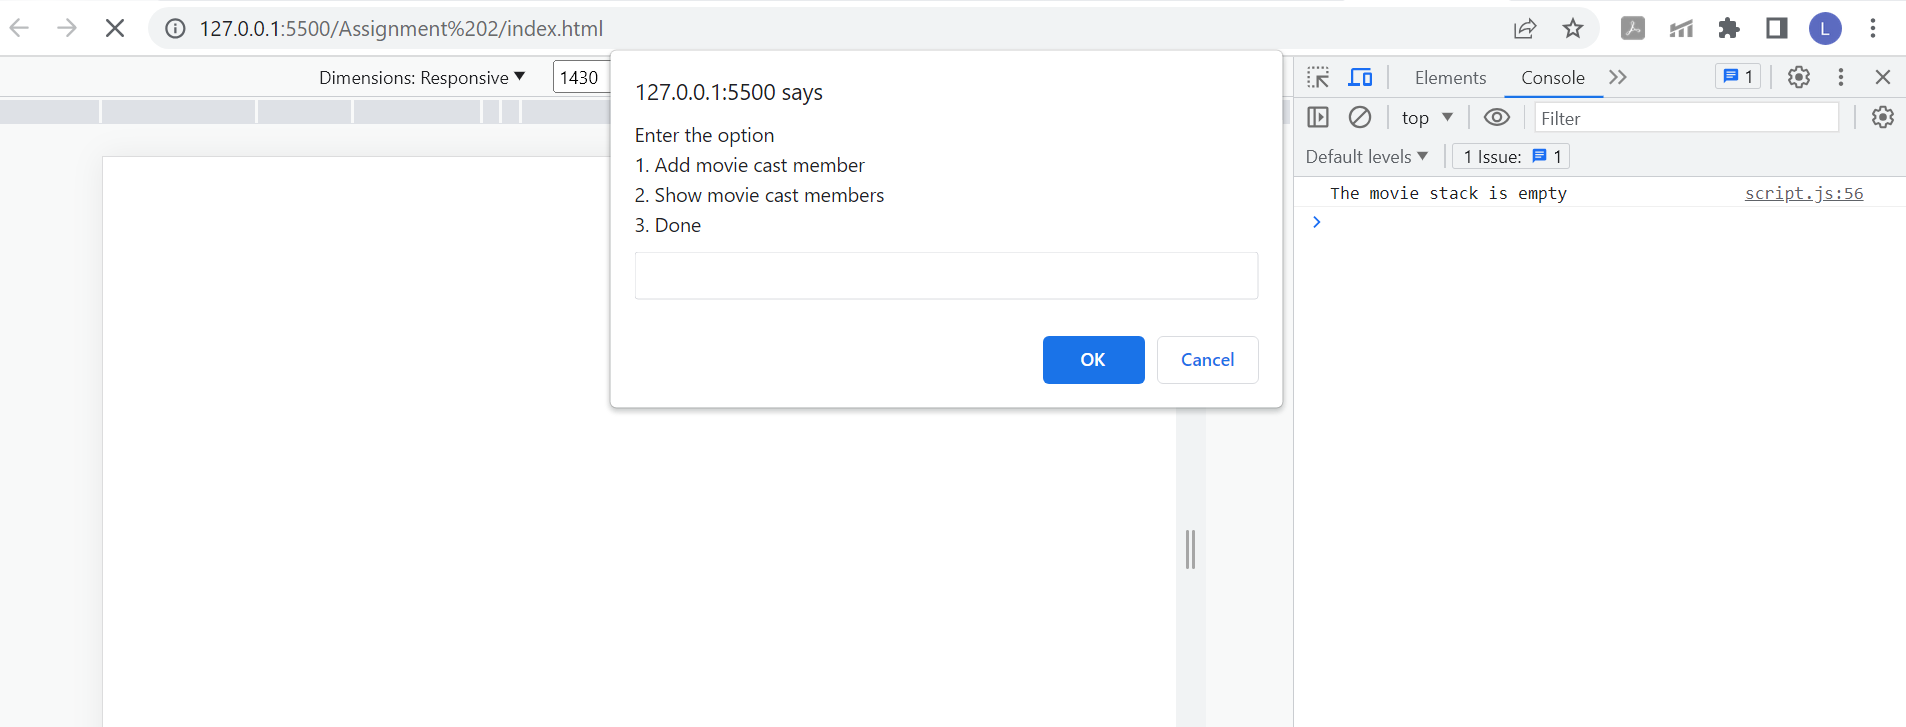 127.0.0.1:5500/Assignment%202/index.html
L
Dimensions: Responsive
1430
127.0.0.1:5500 says
Enter the option
1. Add movie cast member
2. Show movie cast members
3. Done
OK
Cancel
Elements
Console
1
top
Filter
Default levels
1 Issue:
1
The movie stack is empty
script.js:56